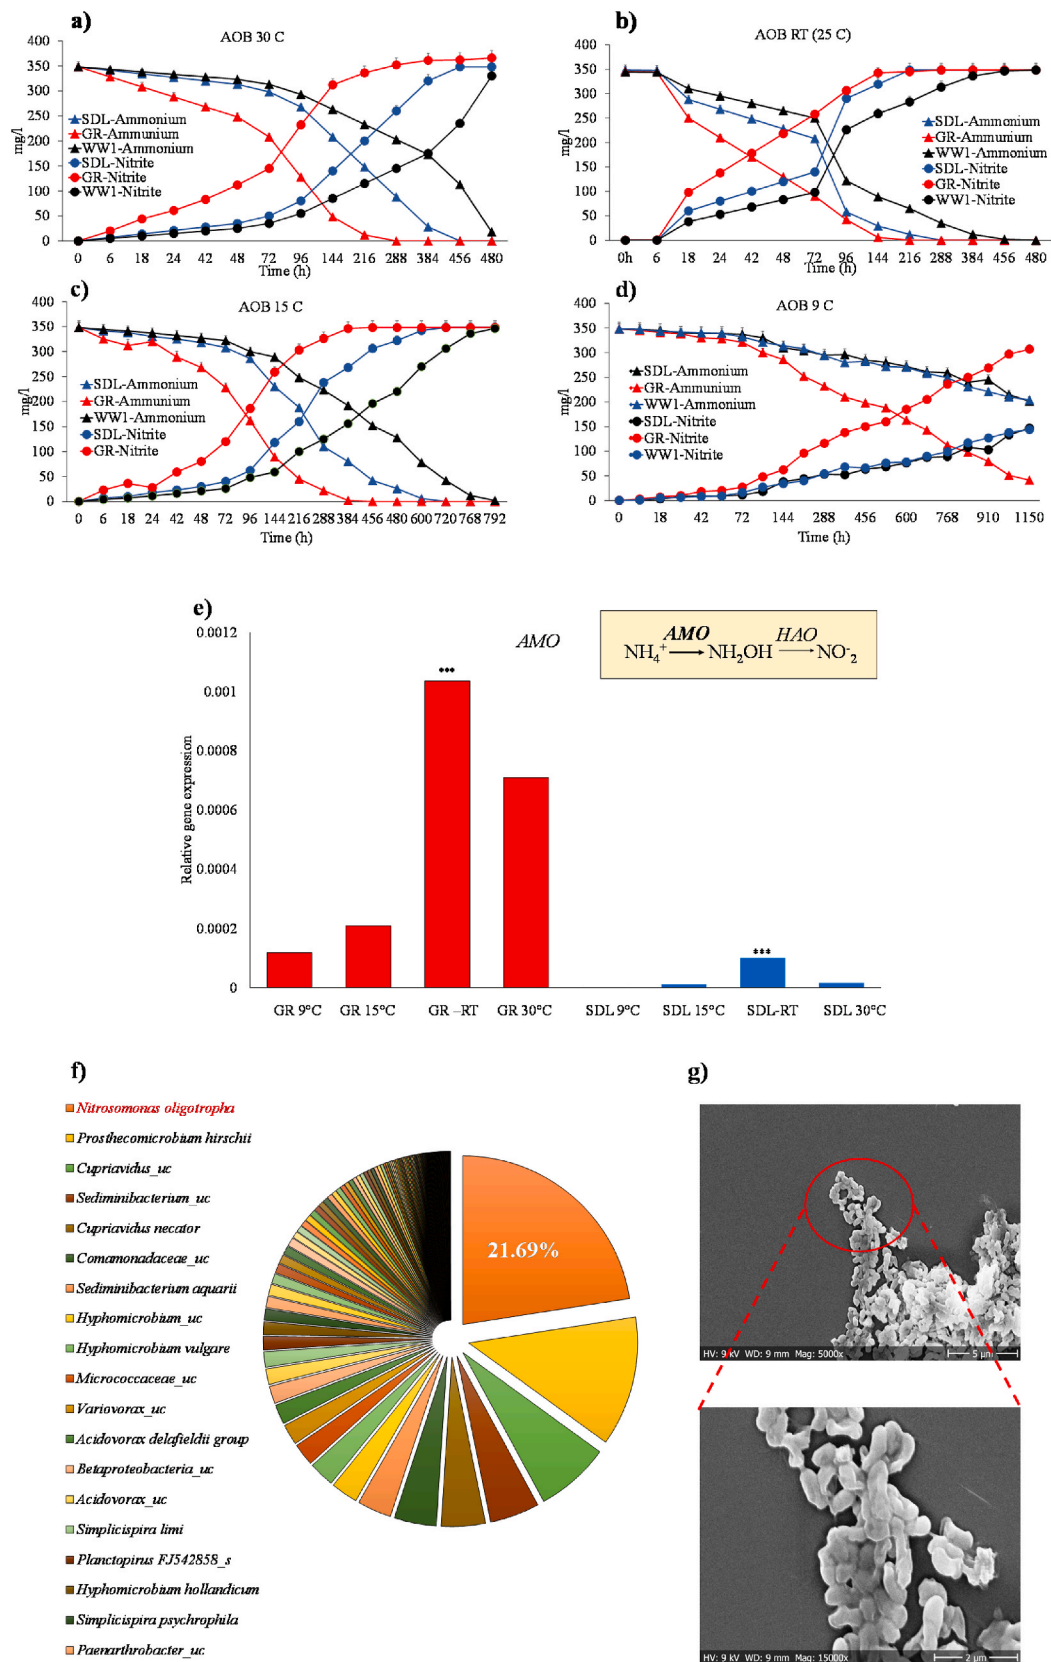 a)
AOB 30 C
400
350
300
250
200
150
100
50
0
mg/l
SDL-Ammonium
GR-Ammunium
WW1-Ammonium
SDL-Nitrite
GR-Nitrite
WW1-Nitrite
0 6 18 24 42 48 72 96 144 216 288 384 456 480
Time (h)
b)
AOB RT (25 C)
400
350
300
250
200
150
100
50
0
mg/l
SDL-Ammonium
GR-Ammunium
WW1-Ammonium
SDL-Nitrite
GR-Nitrite
WW1-Nitrite
0h 6 18 24 42 48 72 96 144 216 288 384 456 480
Time (h)
c)
AOB 15 C
400
350
300
250
200
150
100
50
0
mg/l
SDL-Ammonium
GR-Ammunium
WW1-Ammonium
SDL-Nitrite
GR-Nitrite
0 6 18 24 42 48 72 96 144 216 288 384 456 480 600 720 768 792
Time (h)
d)
AOB 9 C
400
350
300
250
200
150
100
50
0
mg/l
SDL-Ammonium
GR-Ammunium
WW1-Ammonium
SDL-Nitrite
GR-Nitrite
WW1-Nitrite
0 18 42 72 144 288 456 600 768 910 1150
Time (h)
e)
AMO
AMO HAO
NH4+ → NH2OH → NO-2
0.0012
0.001
0.0008
0.0006
0.0004
0.0002
0
Relative gene expression
***
***
GR 9°C GR 15°C GR –RT GR 30°C SDL 9°C SDL 15°C SDL-RT SDL 30°C
f)
Nitrosomonas oligotropha
Prosthecomicrobium hirschii
Cupriavidus_uc
Sediminibacterium_uc
Cupriavidus necator
Comamonadaceae_uc
Sediminibacterium aquarii
Hyphomicrobium_uc
Hyphomicrobium vulgare
Micrococcaceae_uc
Variovorax_uc
Acidovorax delafieldii group
Betaproteobacteria_uc
Acidovorax_uc
Simplicispira limi
Planctopirus FJ542858_s
Hyphomicrobium hollandicum
Simplicispira psychrophila
Paenarthrobacter_uc
21.69%
g)
HV: 9 kV WD: 9 mm Mag: 5000x 5 µm
HV: 9 kV WD: 9 mm Mag: 15000x 2 µm